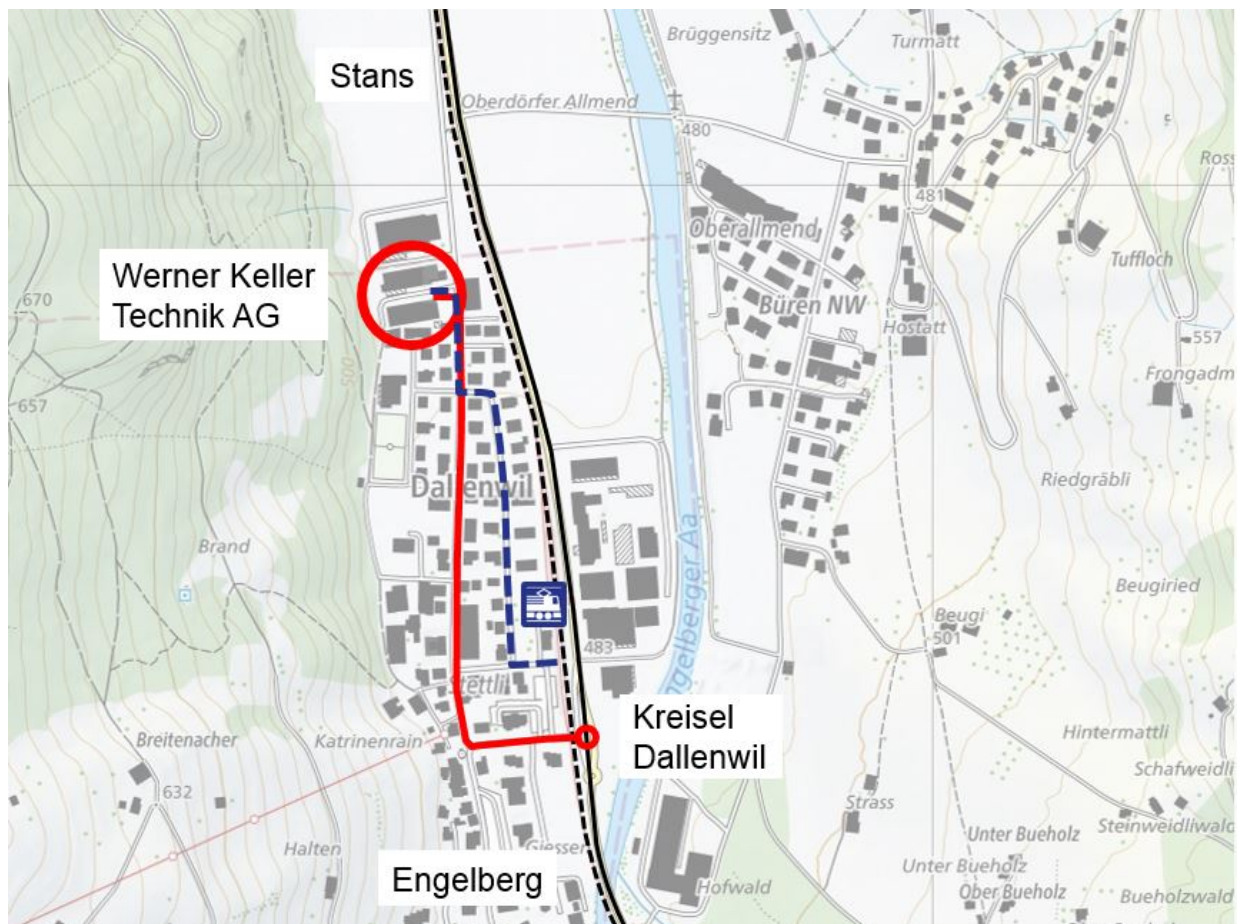 Brüggensitz
Turmatt
Stans
Oberdörfer Allmend
480
Ross
481
Oberallmend
Tuffloch
Werner Keller
Technik AG
670
Büren NW
Hostatt
557
500
Frongadm
657
Dallenwil
Riedgräbli
Brand
Engelberger Aa
Beugiried
Beugi
501
483
Stettli
Kreisel
Dallenwil
Hintermattli
Breitenacher
Katrinenrain
Schafweidli
632
Strass
Steinweidliwald
Unter Bueholz
Halten
Giessen
Unter Bueholz
Engelberg
Hofwald
Ober Bueholz
Bueholzwald